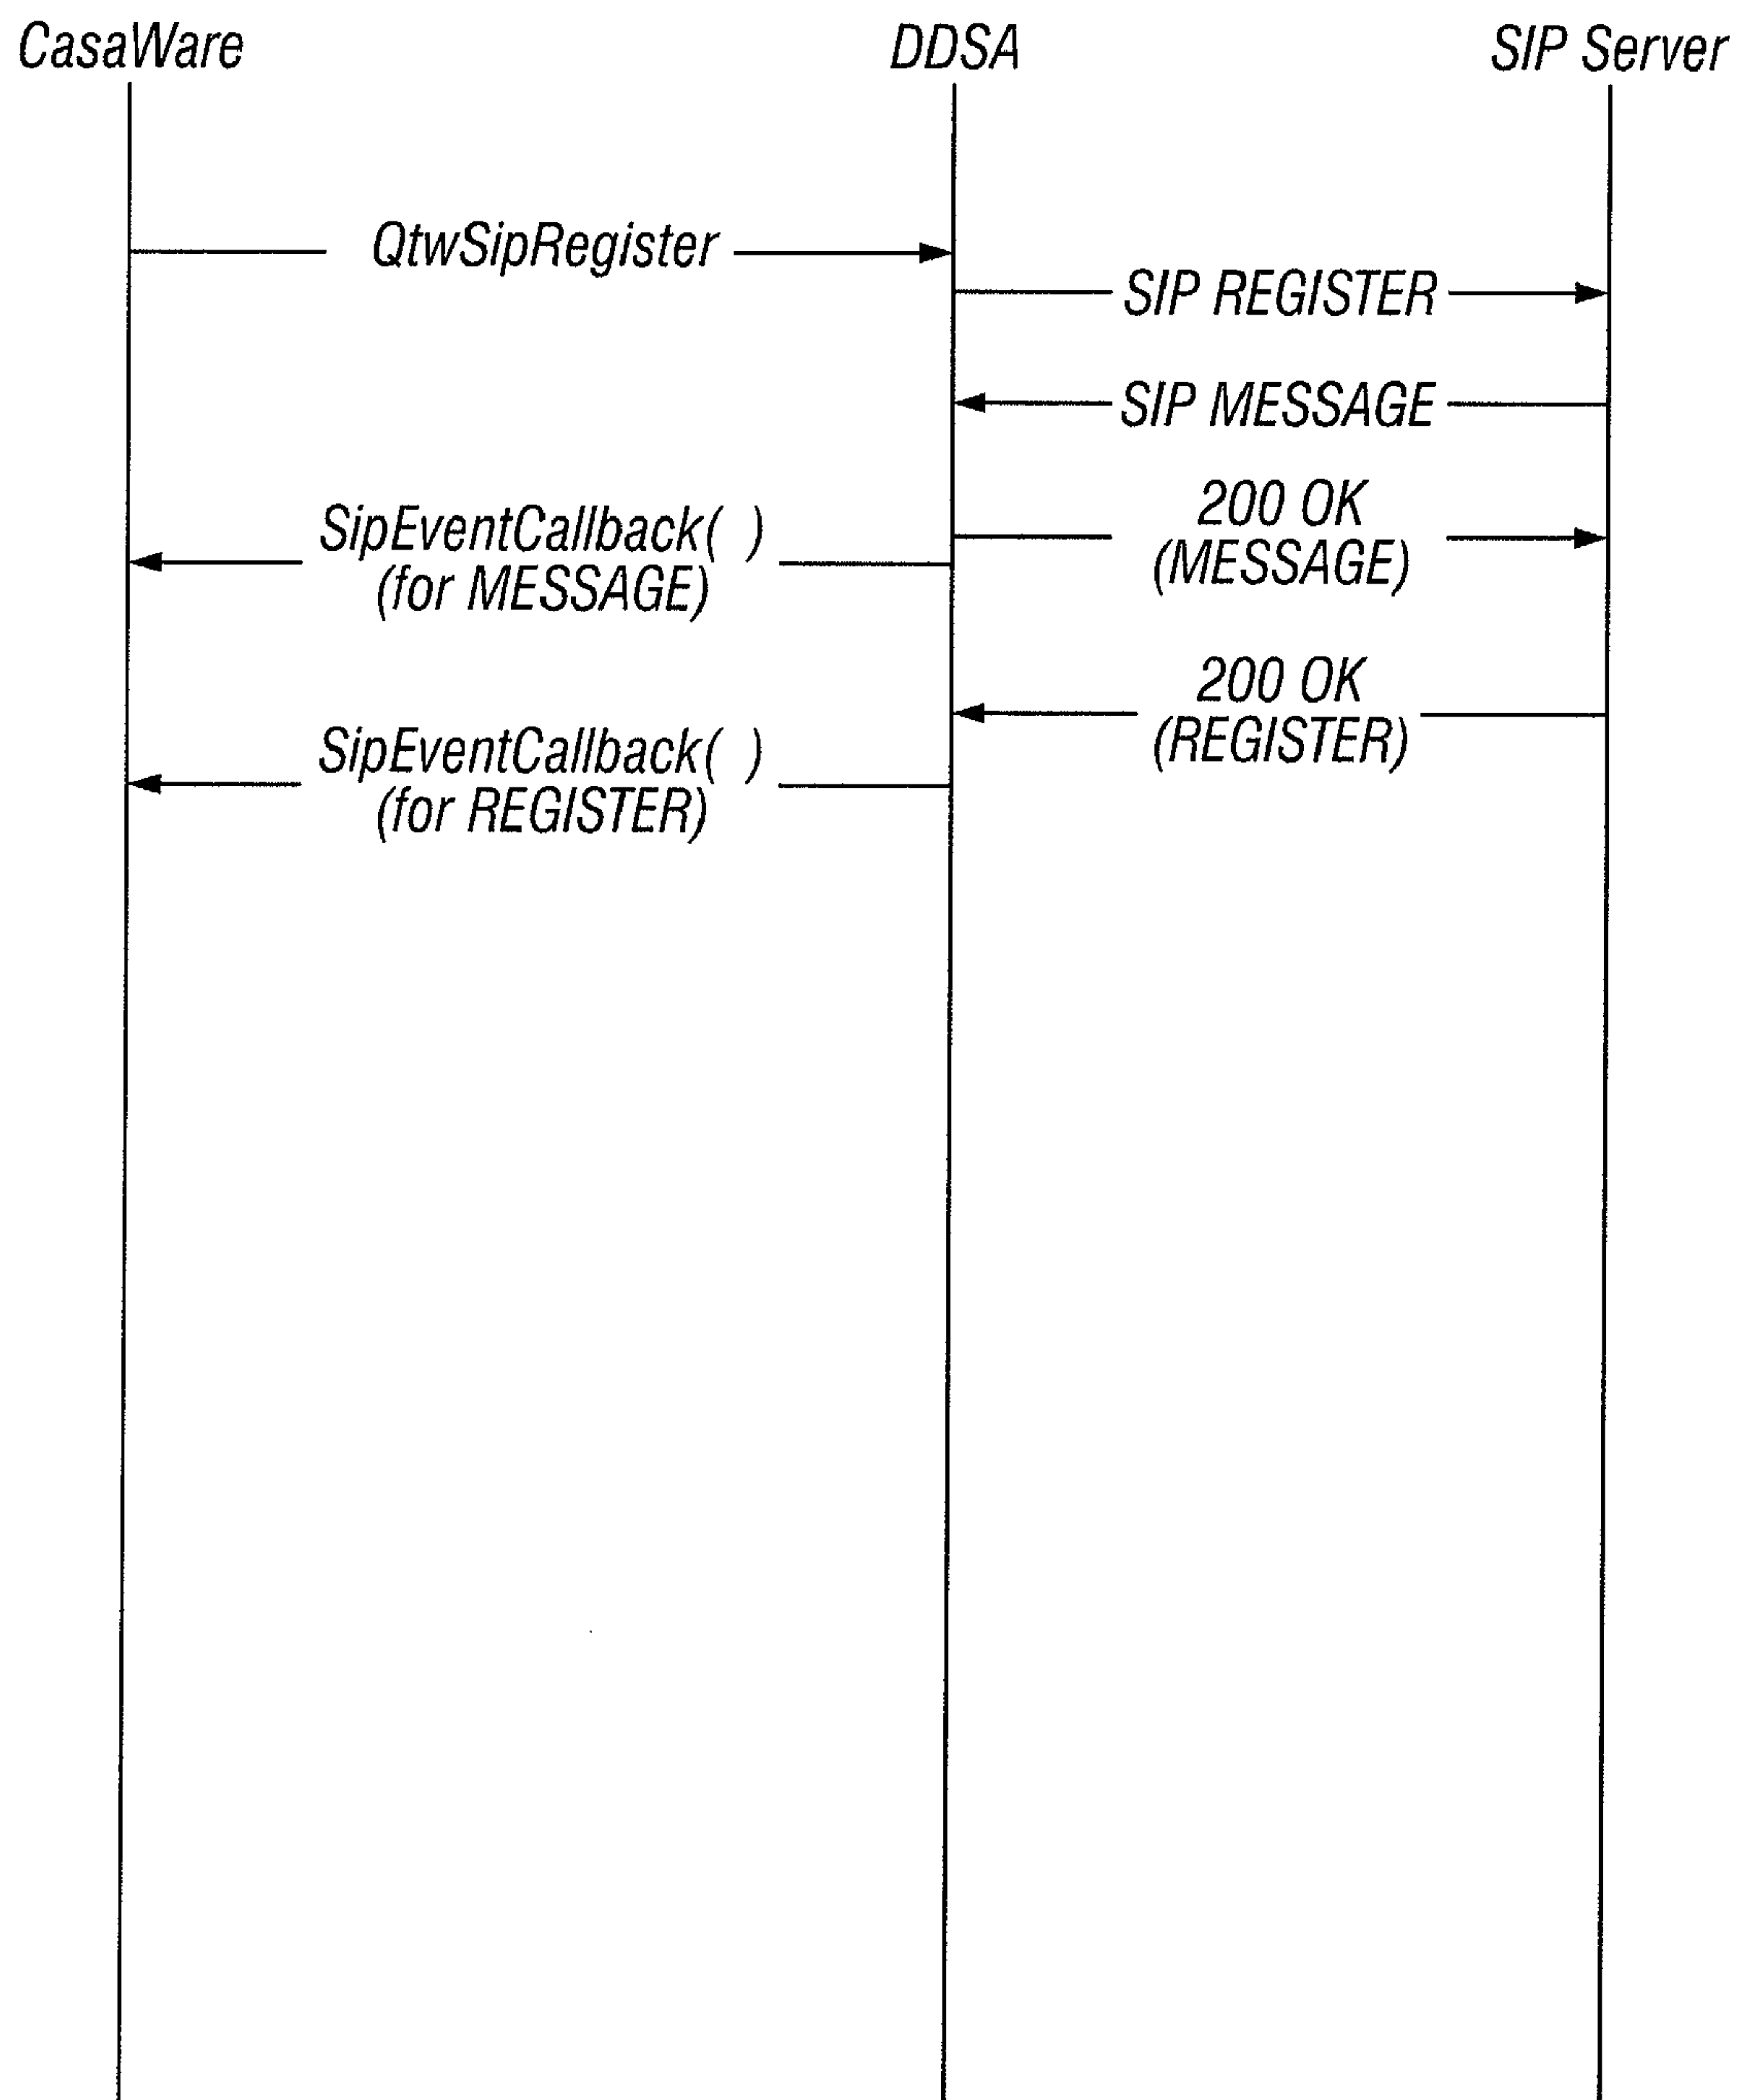 CasaWare
DDSA
SIP Server
QtwSipRegister
SIP REGISTER
SIP MESSAGE
200 OK
(MESSAGE)
SipEventCallback( )
(for MESSAGE)
200 OK
(REGISTER)
SipEventCallback( )
(for REGISTER)